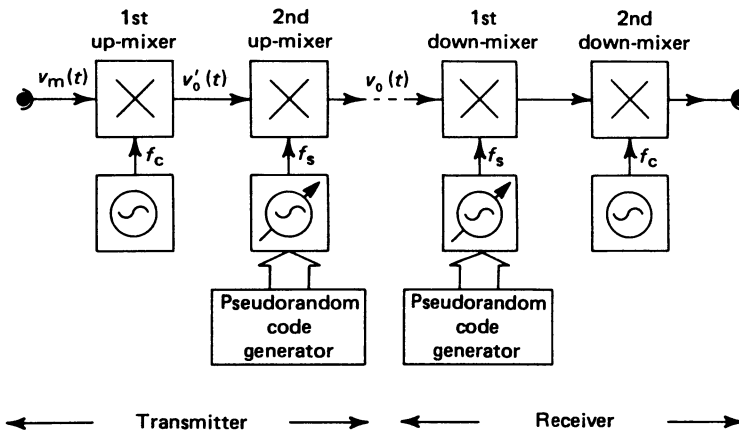 1st
up-mixer
2nd
up-mixer
1st
down-mixer
2nd
down-mixer
v_m(t)
v'_o(t)
v_o(t)
f_c
f_s
f_s
f_c
Pseudorandom
code
generator
Pseudorandom
code
generator
Transmitter
Receiver